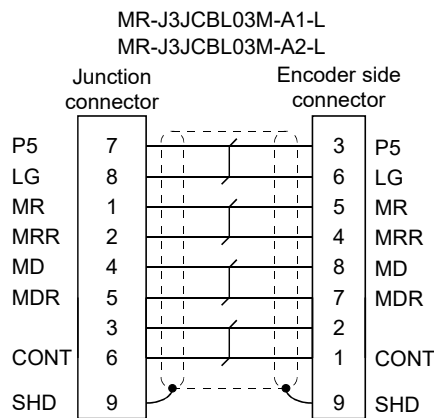 MR-J3JCBL03M-A1-L
MR-J3JCBL03M-A2-L
Junction connector
Encoder side connector
P5 7 3 P5
LG 8 6 LG
MR 1 5 MR
MRR 2 4 MRR
MD 4 8 MD
MDR 5 7 MDR
3 2
CONT 6 1 CONT
SHD 9 9 SHD